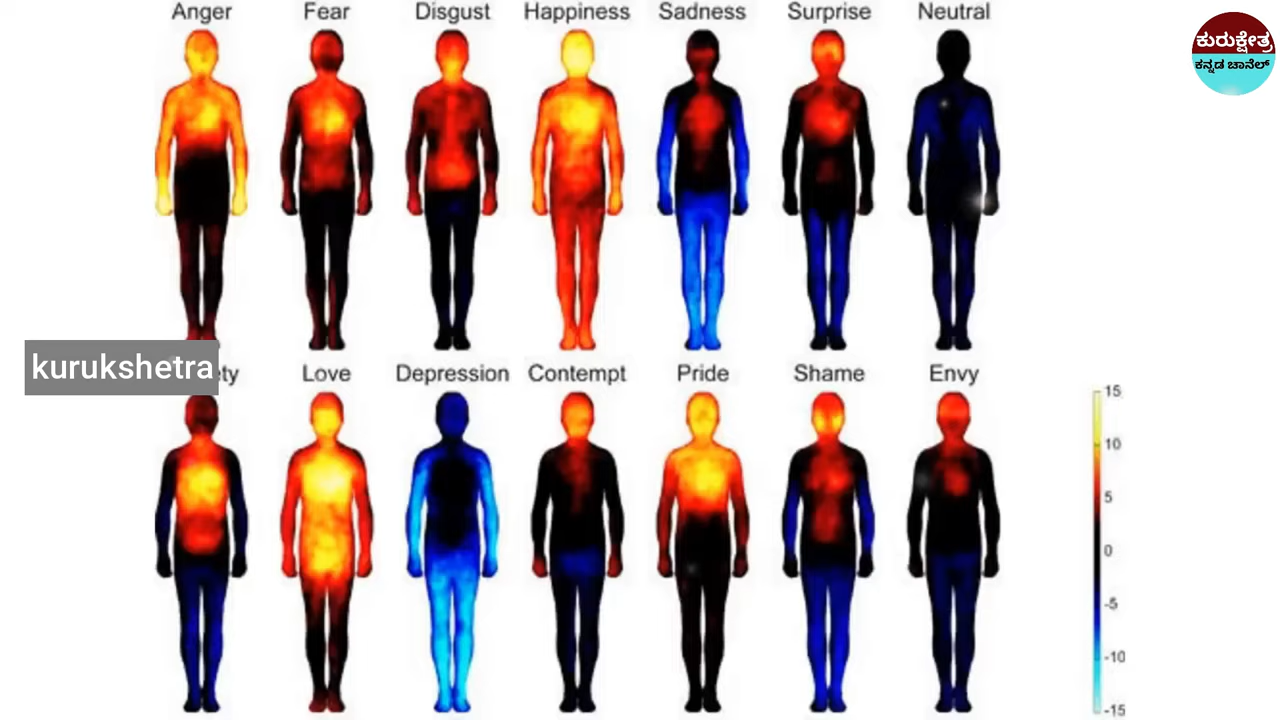 Anger Fear Disgust Happiness Sadness Surprise Neutral
ಕುರುಕ್ಷೇತ್ರ
ಕನ್ನಡ ಚಾನೆಲ್
kurukshetra
ety Love Depression Contempt Pride Shame Envy
15
10
5
0
-5
-10
-15